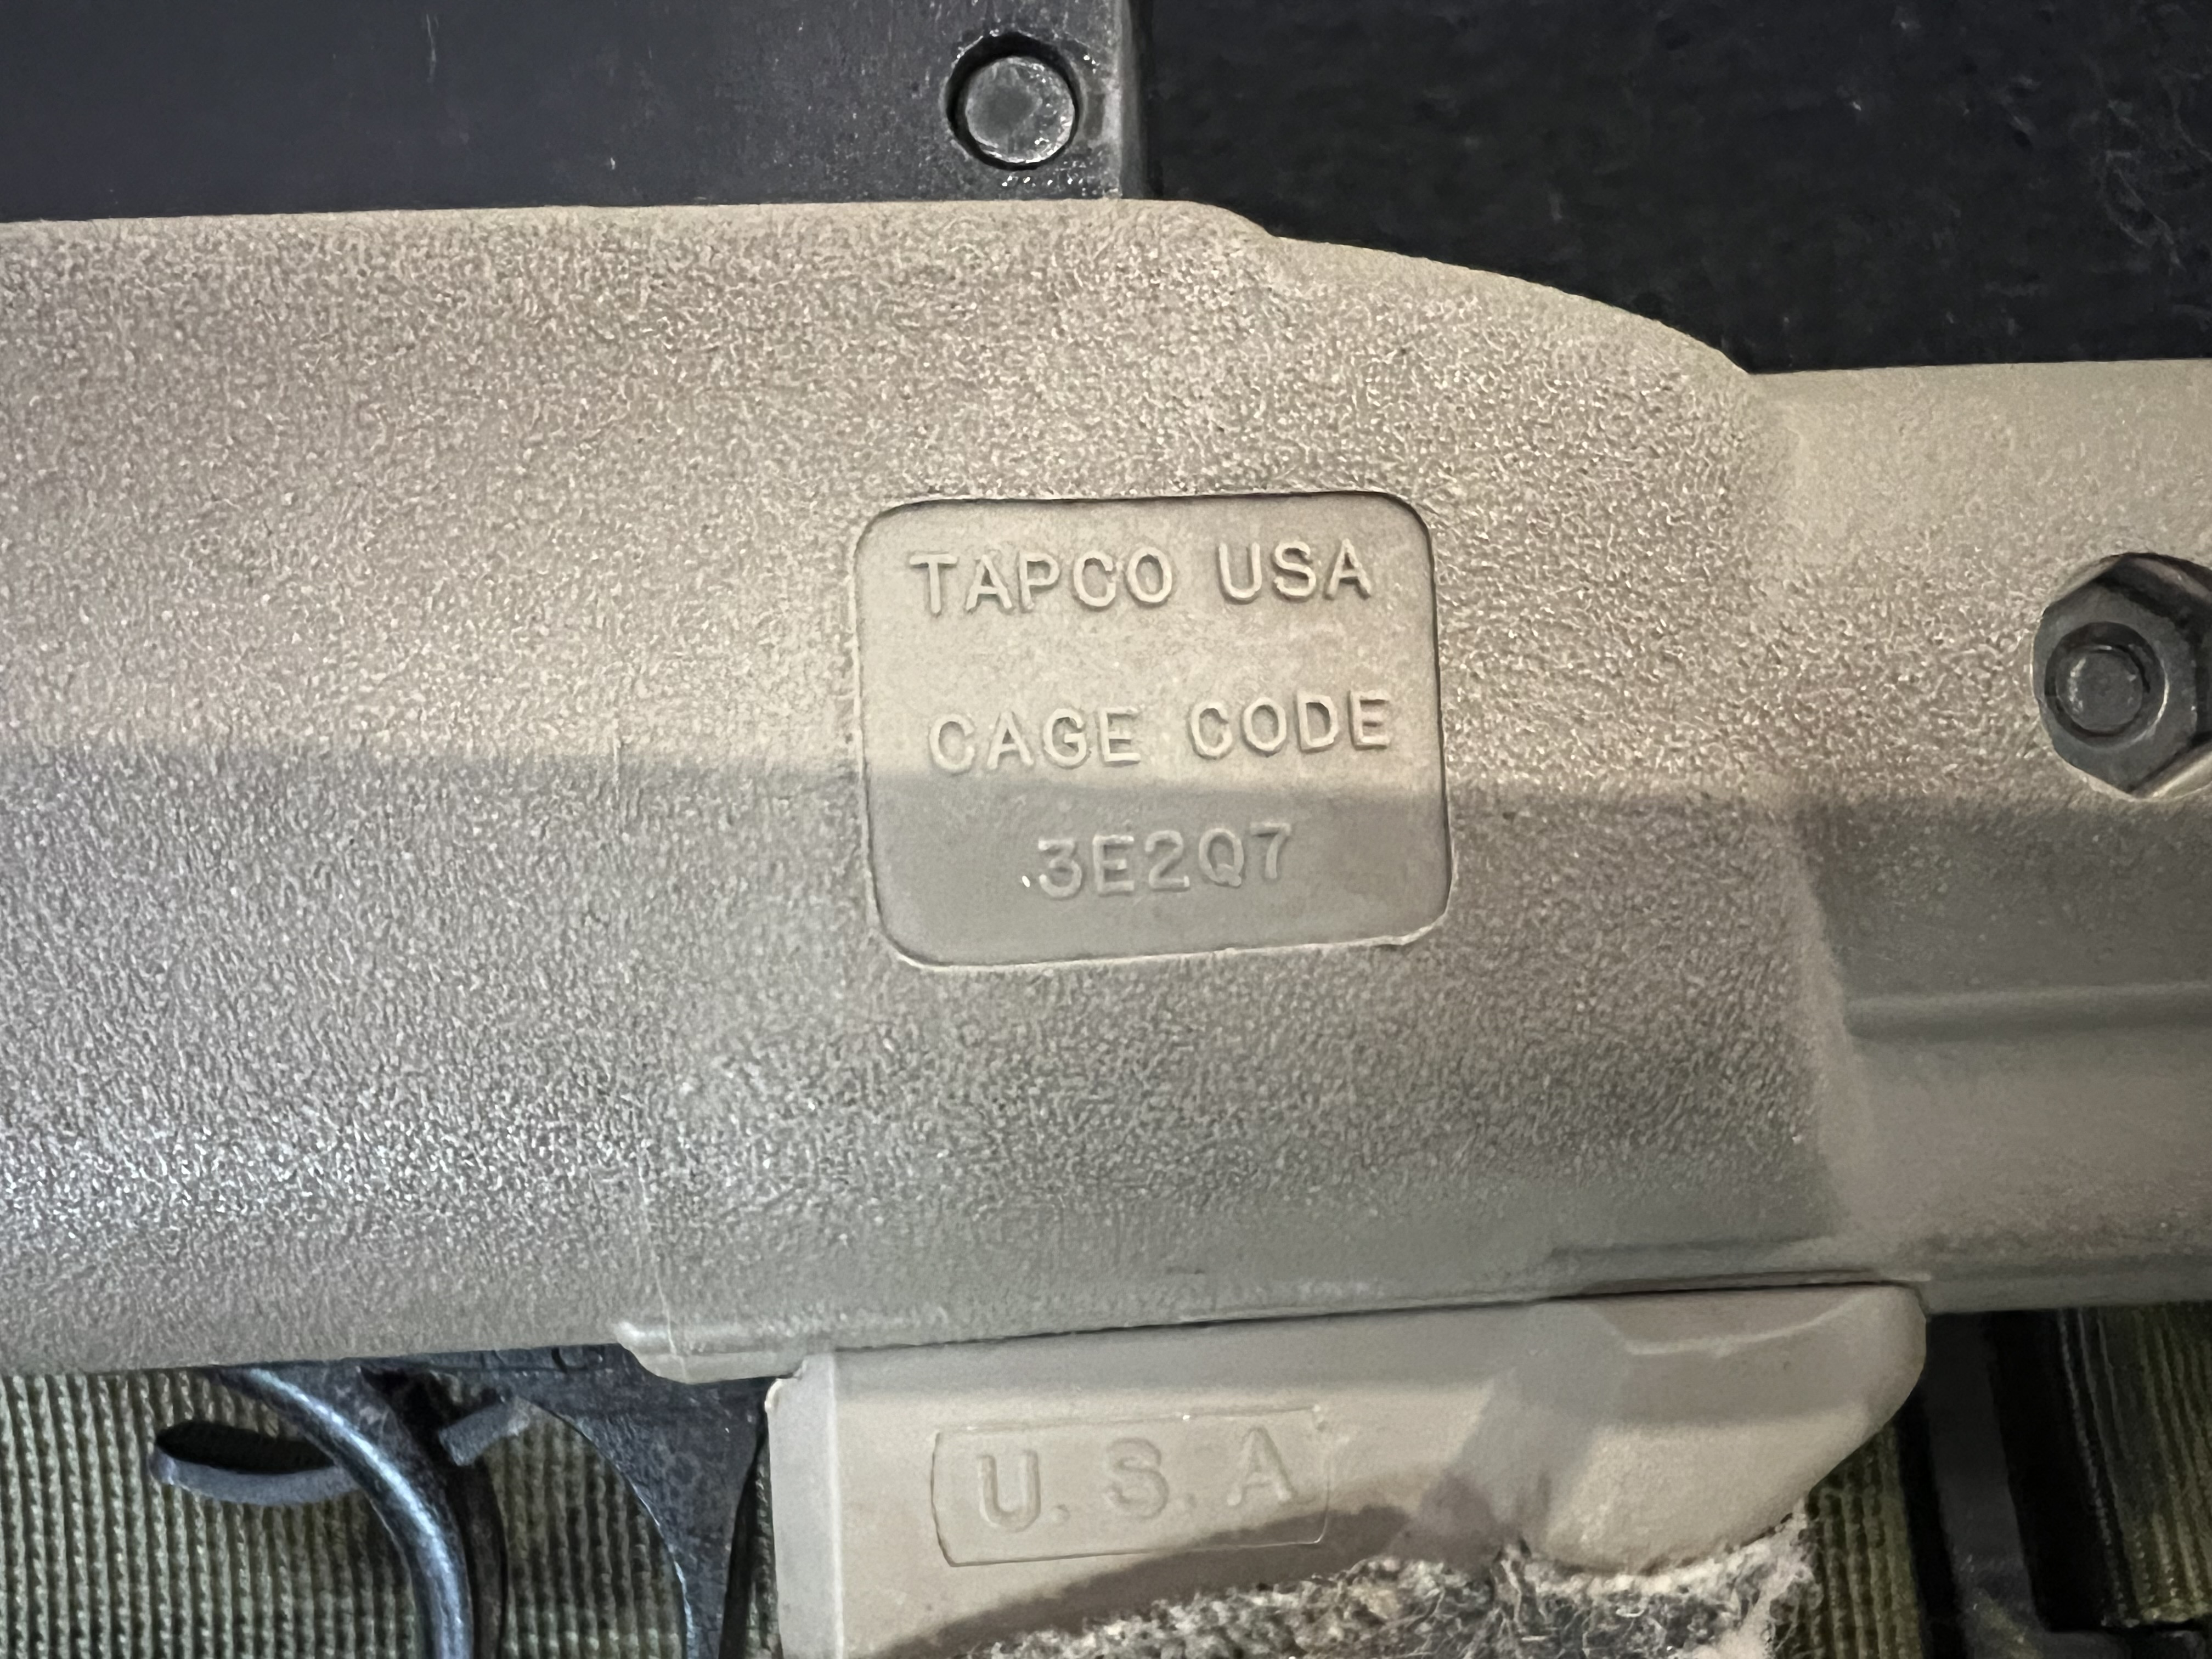 TAPCO USA
CAGE CODE
3E2Q7
U.S.A